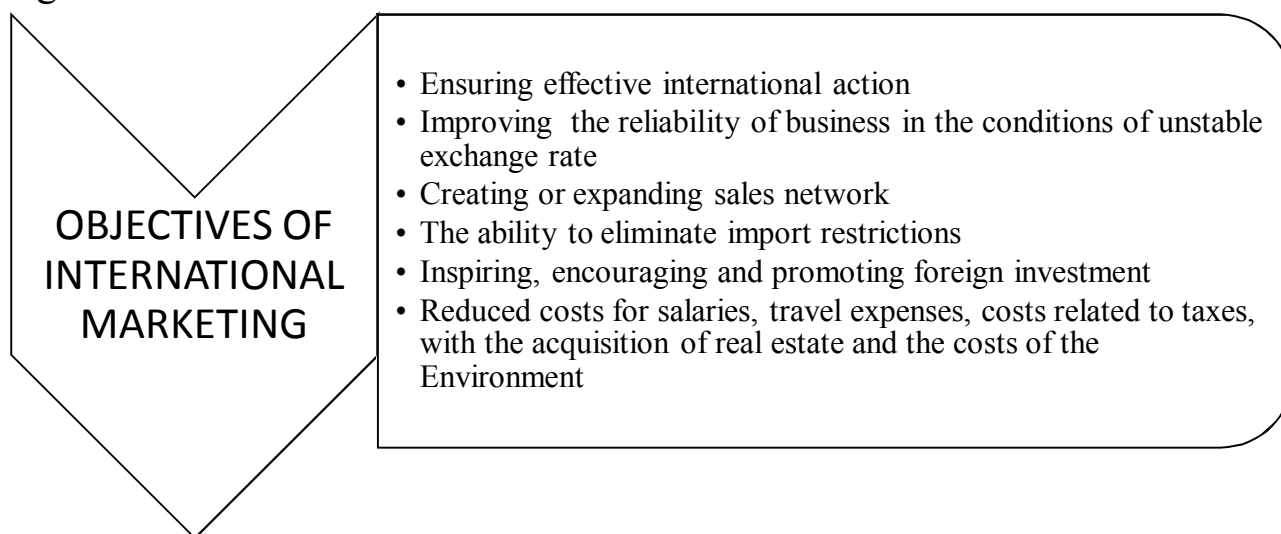 OBJECTIVES OF
INTERNATIONAL
MARKETING
• Ensuring effective international action
• Improving the reliability of business in the conditions of unstable
exchange rate
• Creating or expanding sales network
• The ability to eliminate import restrictions
• Inspiring, encouraging and promoting foreign investment
• Reduced costs for salaries, travel expenses, costs related to taxes,
with the acquisition of real estate and the costs of the
Environment